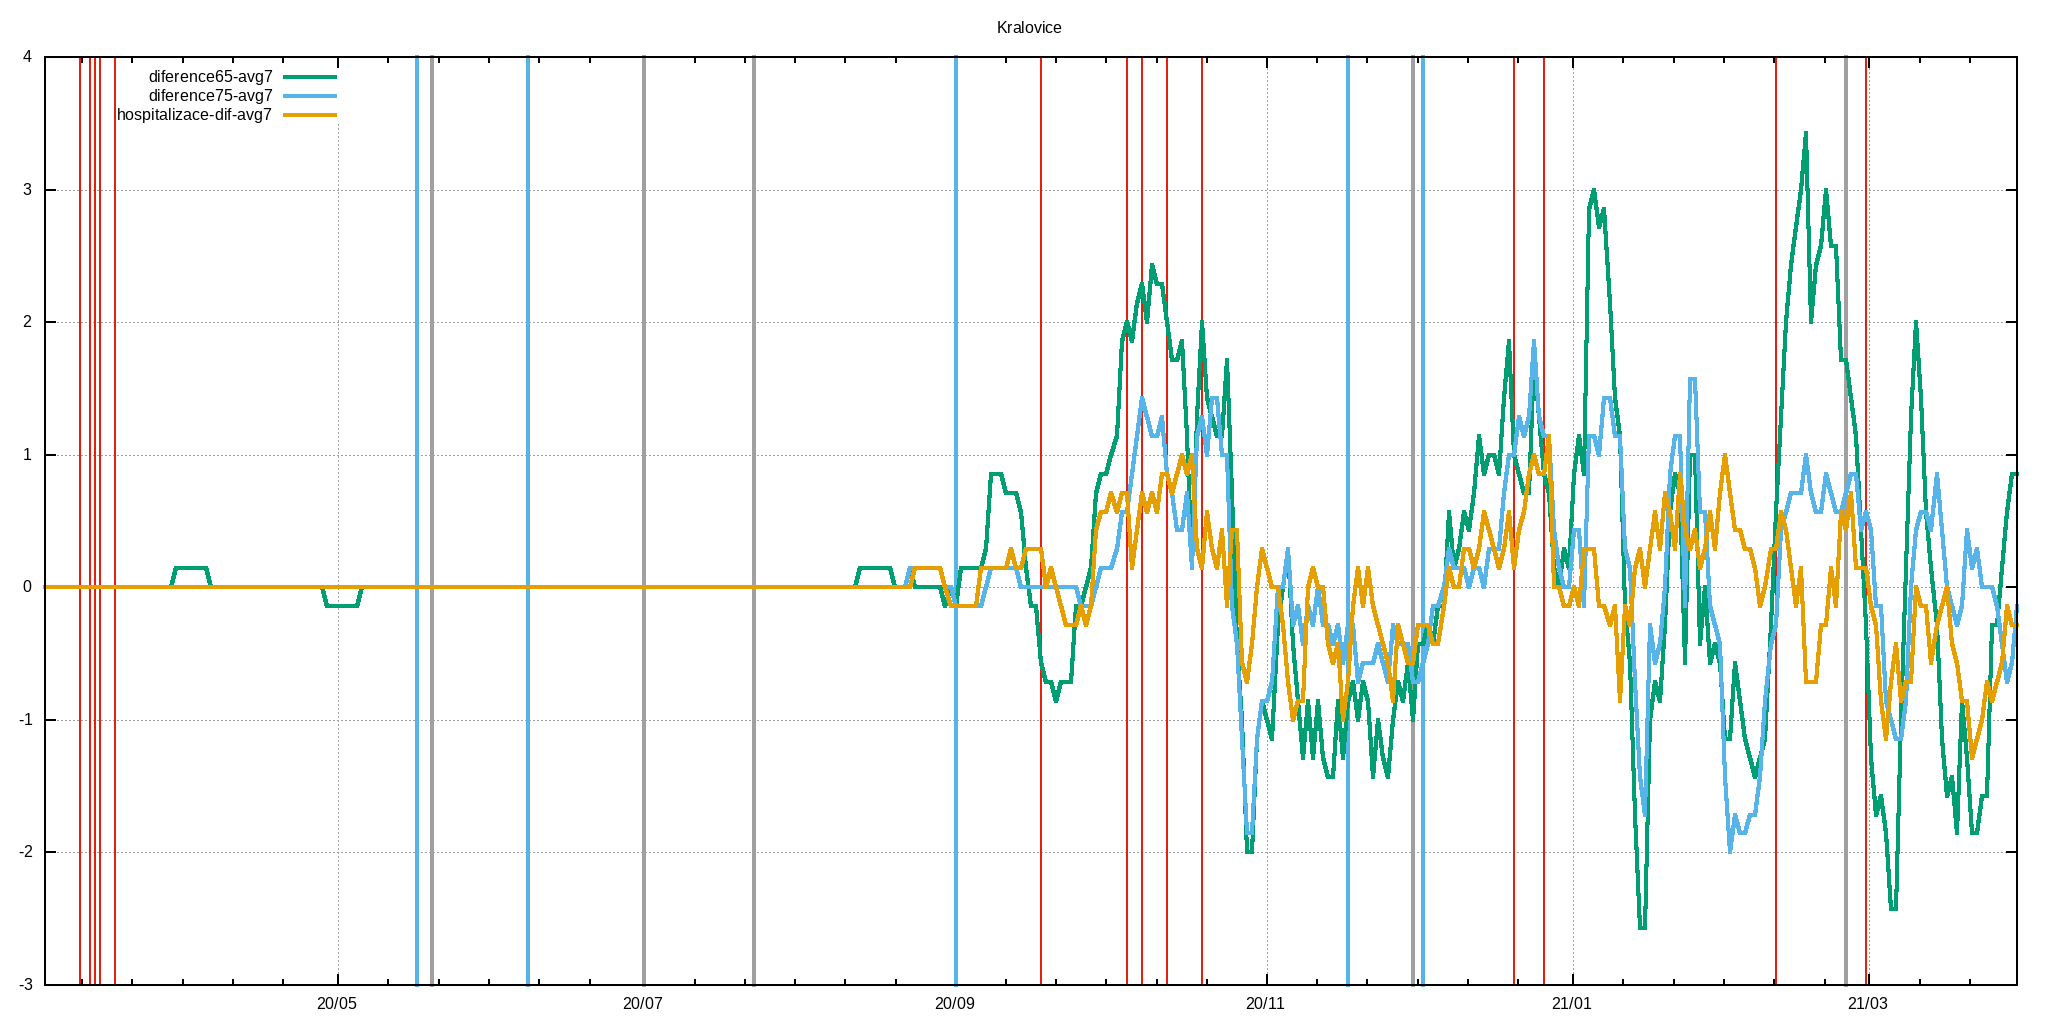 Kralovice
4
diference65-avg7
diference75-avg7
hospitalizace-dif-avg7
3
2
1
0
-1
-2
-3
20/05 20/07 20/09 20/11 21/01 21/03